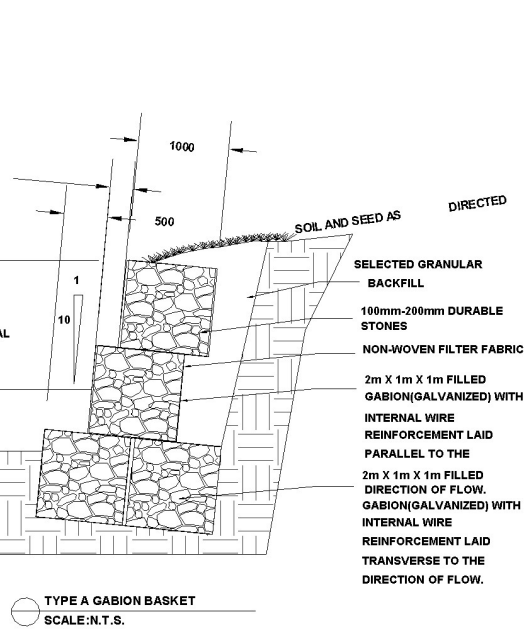 1000
500
SOIL AND SEED AS DIRECTED
SELECTED GRANULAR
BACKFILL
1
10
100mm-200mm DURABLE
STONES
AL
NON-WOVEN FILTER FABRIC
2m X 1m X 1m FILLED
GABION(GALVANIZED) WITH
INTERNAL WIRE
REINFORCEMENT LAID
PARALLEL TO THE
2m X 1m X 1m FILLED
DIRECTION OF FLOW.
GABION(GALVANIZED) WITH
INTERNAL WIRE
REINFORCEMENT LAID
TRANSVERSE TO THE
DIRECTION OF FLOW.
TYPE A GABION BASKET
SCALE:N.T.S.